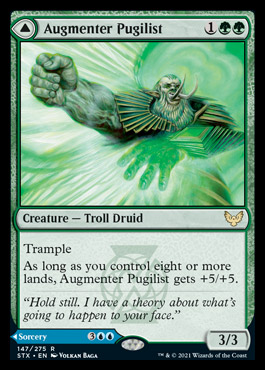 Augmenter Pugilist 1
Creature — Troll Druid
Trample
As long as you control eight or more
lands, Augmenter Pugilist gets +5/+5.
“Hold still. I have a theory about what’s
going to happen to your face.”
Sorcery 3
3/3
147/275 R
STX • EN VOLKAN BAGA
™ & © 2021 Wizards of the Coast